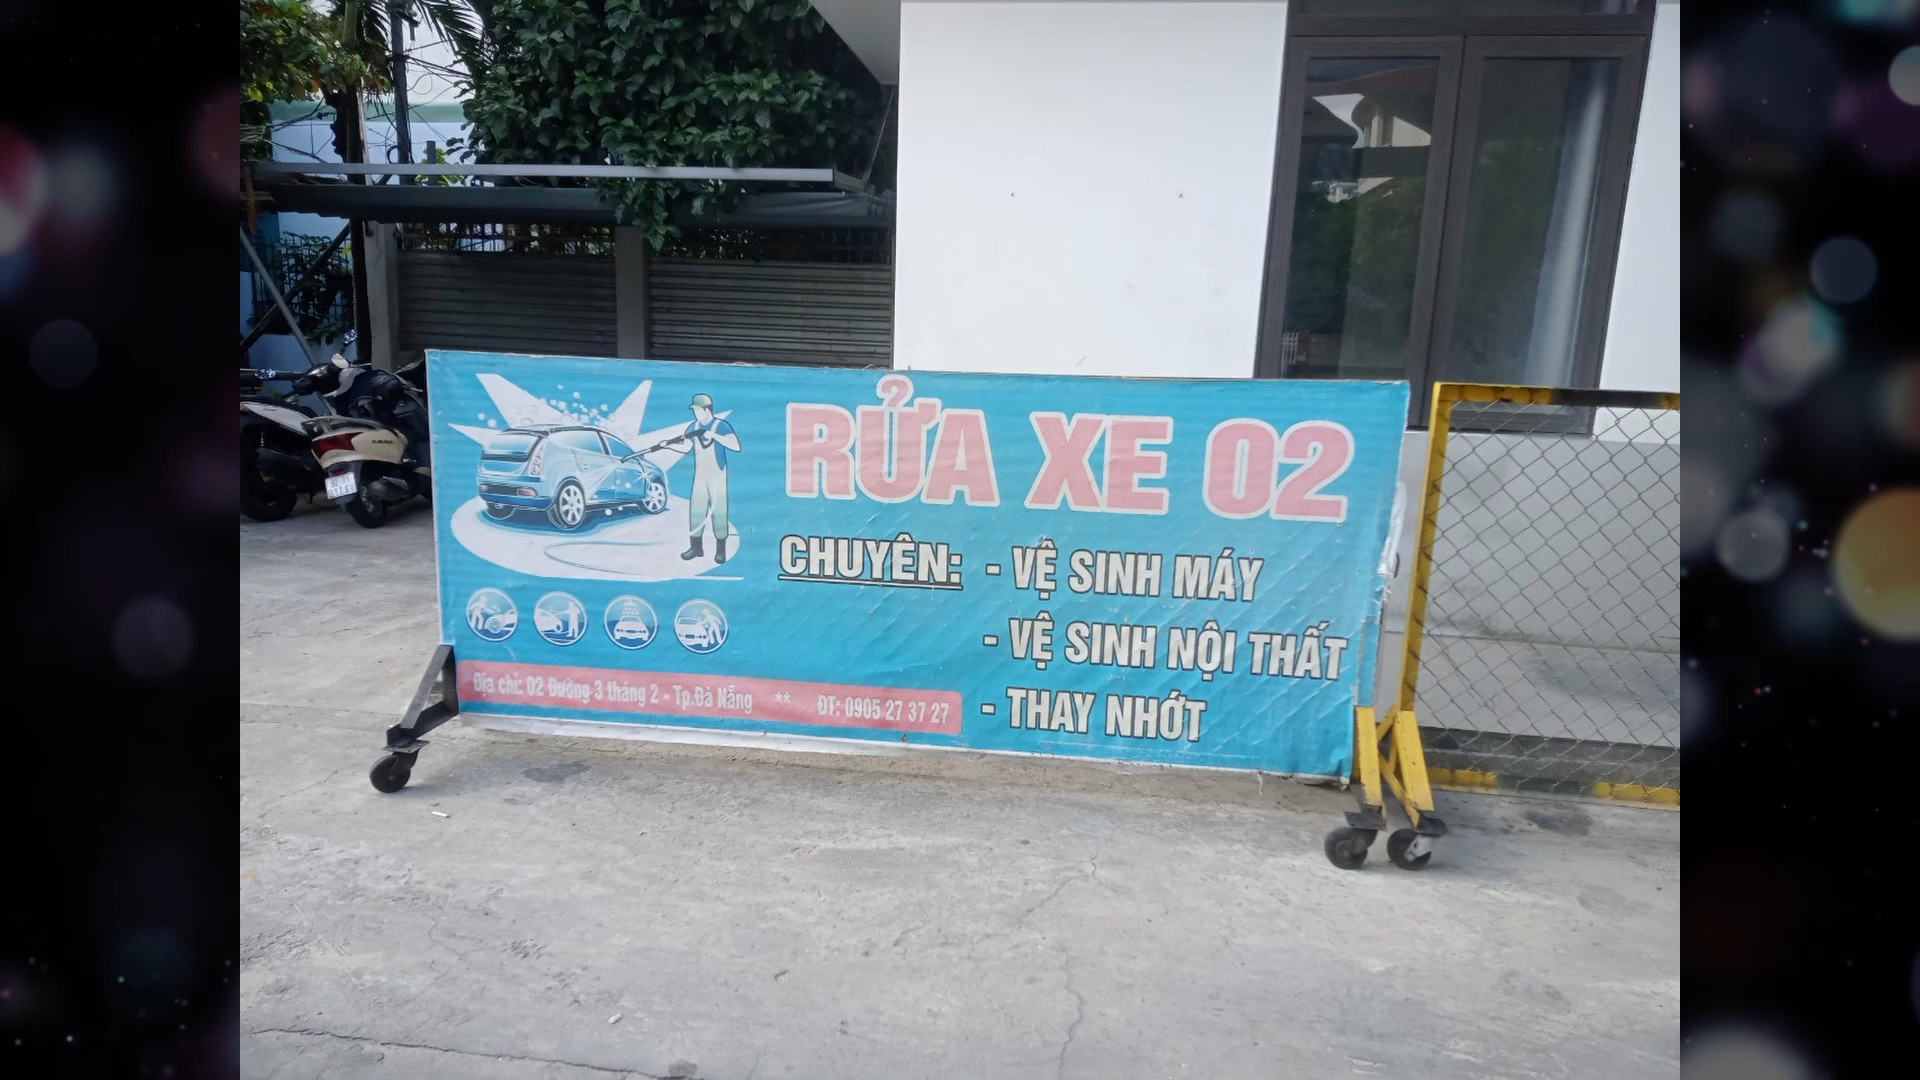 RỬA XE 02
CHUYÊN: - VỆ SINH MÁY
- VỆ SINH NỘI THẤT
- THAY NHỚT
Địa chỉ: 02 Đường 3 tháng 2 - Tp.Đà Nẵng ** ĐT: 0905 27 37 27